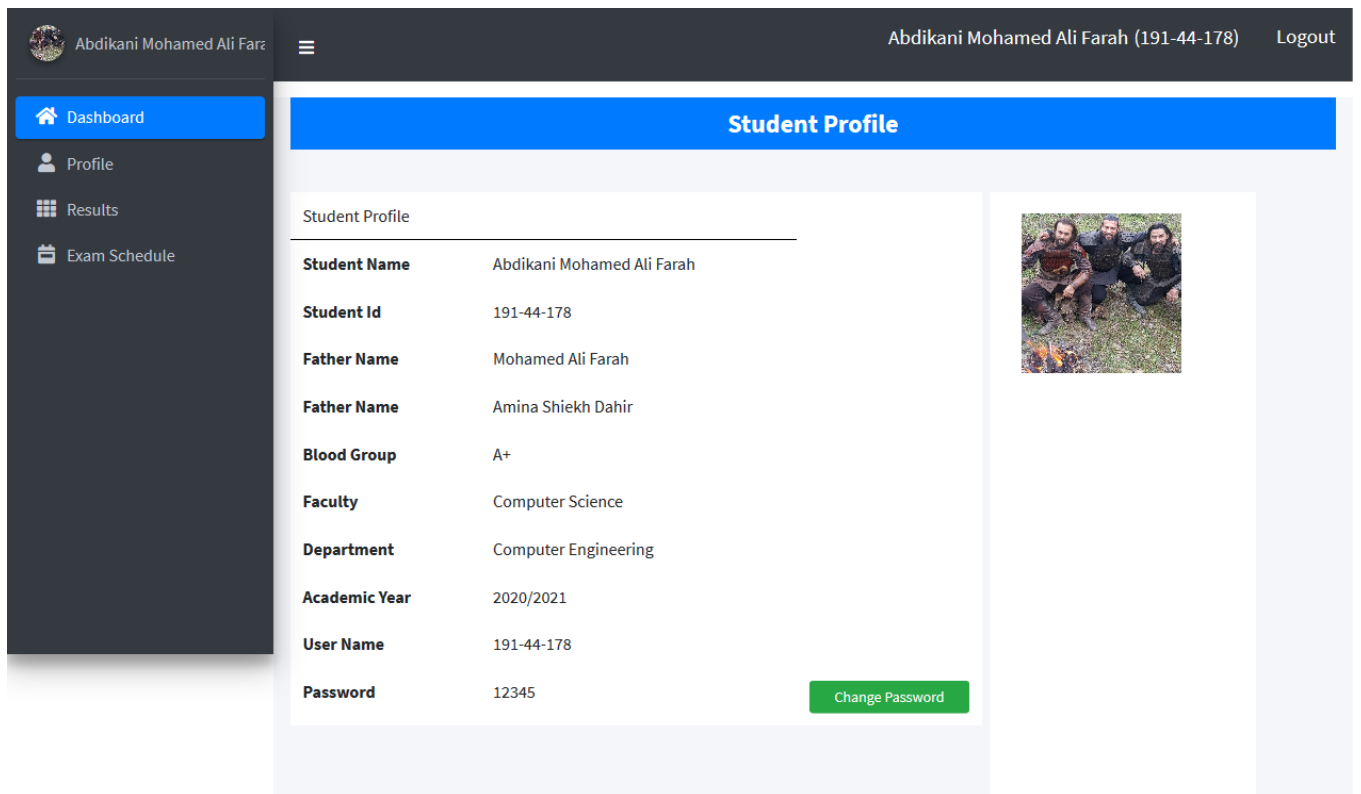 Abdikani Mohamed Ali Fara
Abdikani Mohamed Ali Farah (191-44-178) Logout
Dashboard
Profile
Results
Exam Schedule
Student Profile
Student Profile
Student Name Abdikani Mohamed Ali Farah
Student Id 191-44-178
Father Name Mohamed Ali Farah
Father Name Amina Shiekh Dahir
Blood Group A+
Faculty Computer Science
Department Computer Engineering
Academic Year 2020/2021
User Name 191-44-178
Password 12345 Change Password